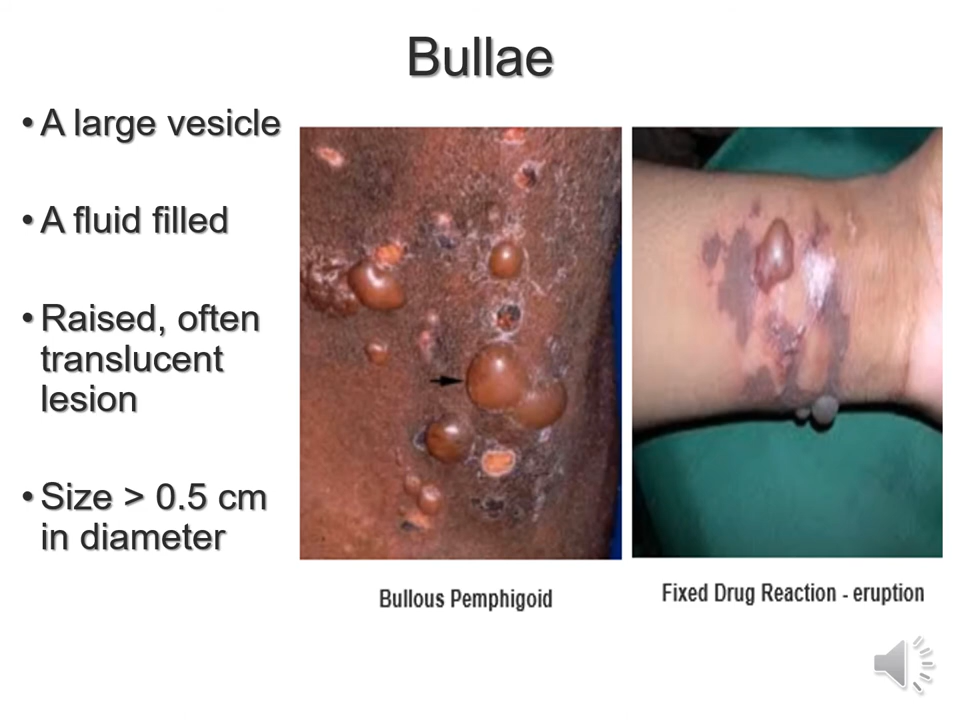 Bullae
• A large vesicle
• A fluid filled
• Raised, often
translucent
lesion
• Size > 0.5 cm
in diameter
Bullous Pemphigoid
Fixed Drug Reaction - eruption